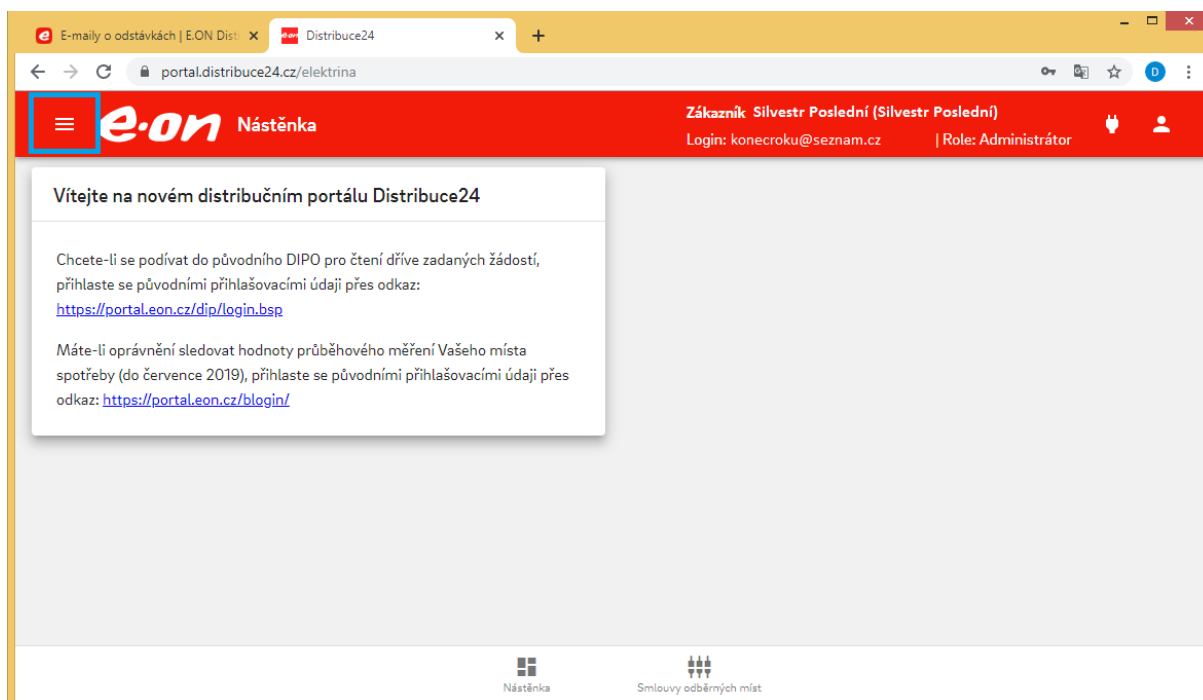 E-maily o odstávkách | E.ON Dist
Distribuce24
portal.distribuce24.cz/elektrina
D
e·on Nástěnka
Zákazník Silvestr Poslední (Silvestr Poslední)
Login: konecroku@seznam.cz | Role: Administrátor
Vítejte na novém distribučním portálu Distribuce24
Chcete-li se podívat do původního DIPO pro čtení dříve zadaných žádostí,
přihlaste se původními přihlašovacími údaji přes odkaz:
https://portal.eon.cz/dip/login.bsp
Máte-li oprávnění sledovat hodnoty průběhového měření Vašeho místa
spotřeby (do července 2019), přihlaste se původními přihlašovacími údaji přes
odkaz: https://portal.eon.cz/blogin/
Nástěnka
Smlouvy odběrných míst